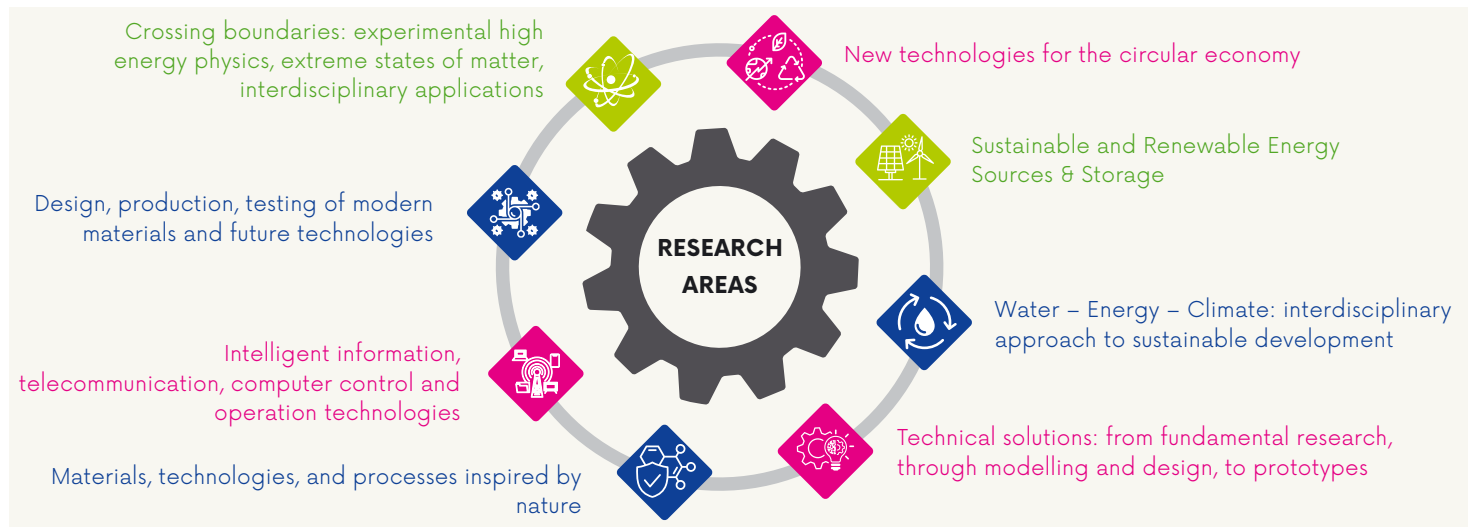 Crossing boundaries: experimental high
energy physics, extreme states of matter,
interdisciplinary applications
New technologies for the circular economy
Sustainable and Renewable Energy
Sources & Storage
Design, production, testing of modern
materials and future technologies
RESEARCH
AREAS
Water – Energy – Climate: interdisciplinary
approach to sustainable development
Intelligent information,
telecommunication, computer control and
operation technologies
Technical solutions: from fundamental research,
through modelling and design, to prototypes
Materials, technologies, and processes inspired by
nature